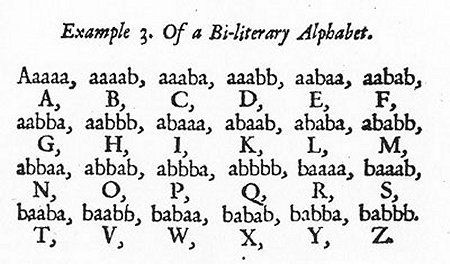 Example 3. Of a Bi-literary Alphabet.
Aaaaa, aaaab, aaaba, aaabb, aabaa, aabab,
A, B, C, D, E, F,
aabba, aabbb, abaaa, abaab, ababa, ababb,
G, H, I, K, L, M,
abbaa, abbab, abbba, abbbb, baaaa, baaab,
N, O, P, Q, R, S,
baaba, baabb, babaa, babab, babba, babbb.
T, V, W, X, Y, Z.